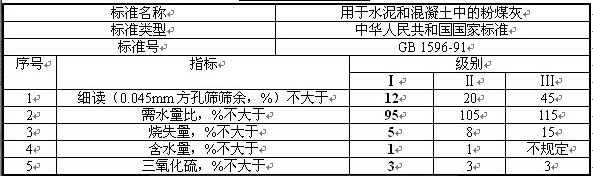 标准名称 用于水泥和混凝土中的粉煤灰
标准类型 中华人民共和国国家标准
标准号 GB 1596-91
序号 指标 级别
I II III
1 细读（0.045mm 方孔筛筛余，%）不大于 12 20 45
2 需水量比，%不大于 95 105 115
3 烧失量，%不大于 5 8 15
4 含水量，%不大于 1 1 不规定
5 三氧化硫，%不大于 3 3 3